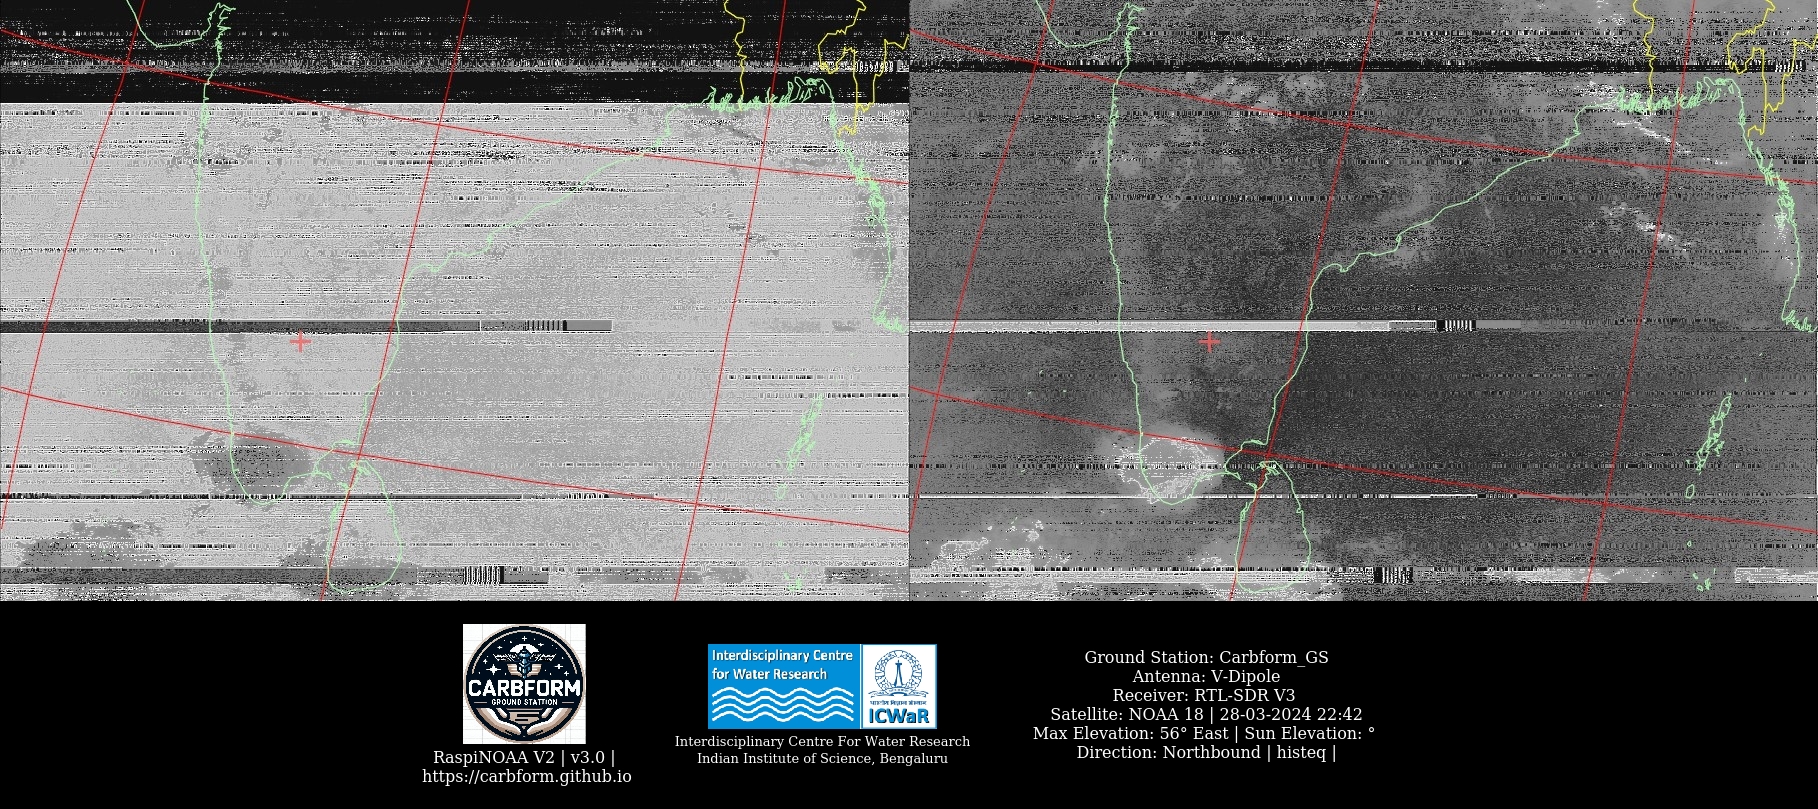 CARBFORM
GROUND STATTION
RaspiNOAA V2 | v3.0 |
https://carbform.github.io
Interdisciplinary Centre
for Water Research
ICWaR
Interdisciplinary Centre For Water Research
Indian Institute of Science, Bengaluru
Ground Station: Carbform_GS
Antenna: V-Dipole
Receiver: RTL-SDR V3
Satellite: NOAA 18 | 28-03-2024 22:42
Max Elevation: 56° East | Sun Elevation: °
Direction: Northbound | histeq |